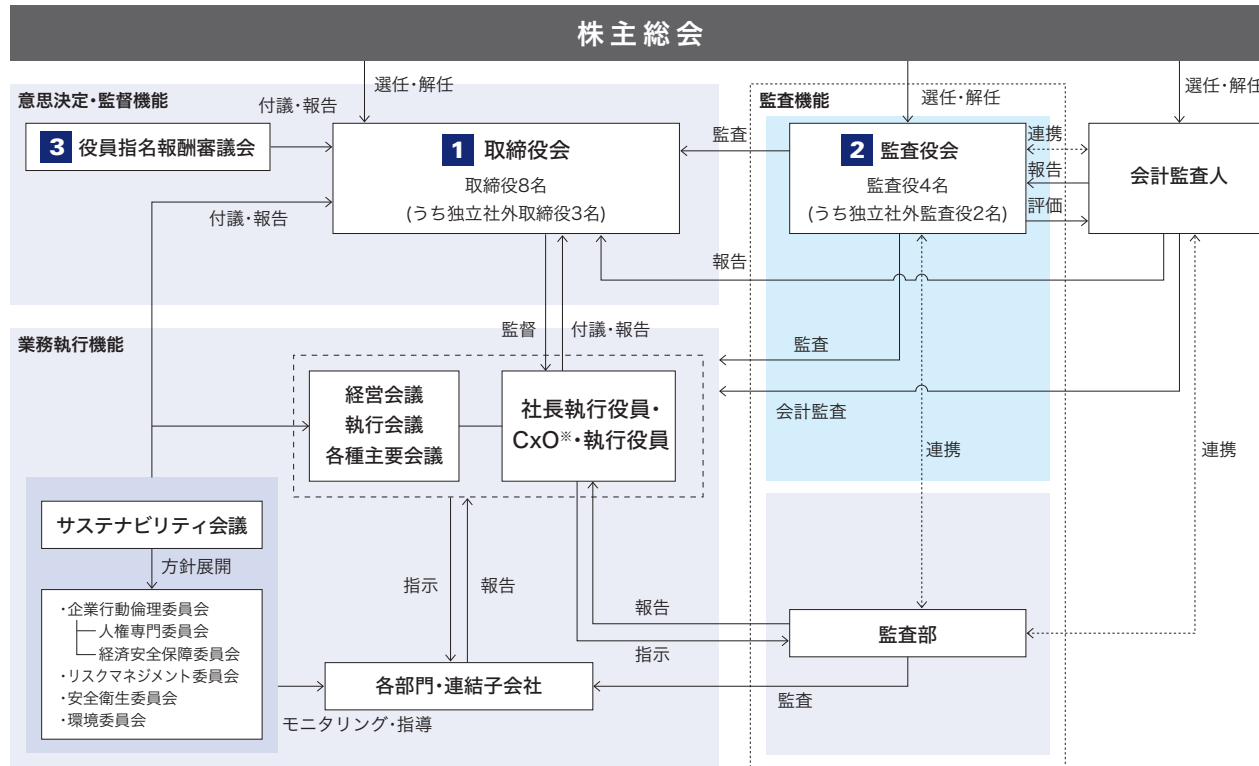 株主総会
意思決定・監督機能
選任・解任
付議・報告
3 役員指名報酬審議会
1 取締役会
取締役8名
(うち独立社外取締役3名)
付議・報告
監査機能
選任・解任
監査
2 監査役会
監査役4名
(うち独立社外監査役2名)
選任・解任
連携
報告
評価
会計監査人
報告
業務執行機能
監督
付議・報告
監査
会計監査
経営会議
執行会議
各種主要会議
社長執行役員・
CxO※・執行役員
連携
連携
サステナビリティ会議
方針展開
・企業行動倫理委員会
人権専門委員会
経済安全保障委員会
・リスクマネジメント委員会
・安全衛生委員会
・環境委員会
指示
報告
報告
指示
監査部
各部門・連結子会社
モニタリング・指導
監査